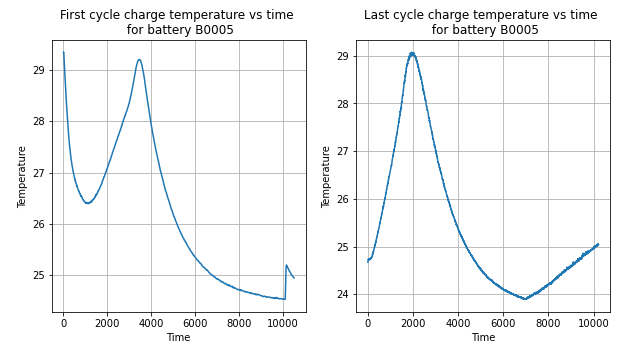 First cycle charge temperature vs time
for battery B0005
Temperature
29
28
27
26
25
0 2000 4000 6000 8000 10000
Time
Last cycle charge temperature vs time
for battery B0005
Temperature
29
28
27
26
25
24
0 2000 4000 6000 8000 10000
Time